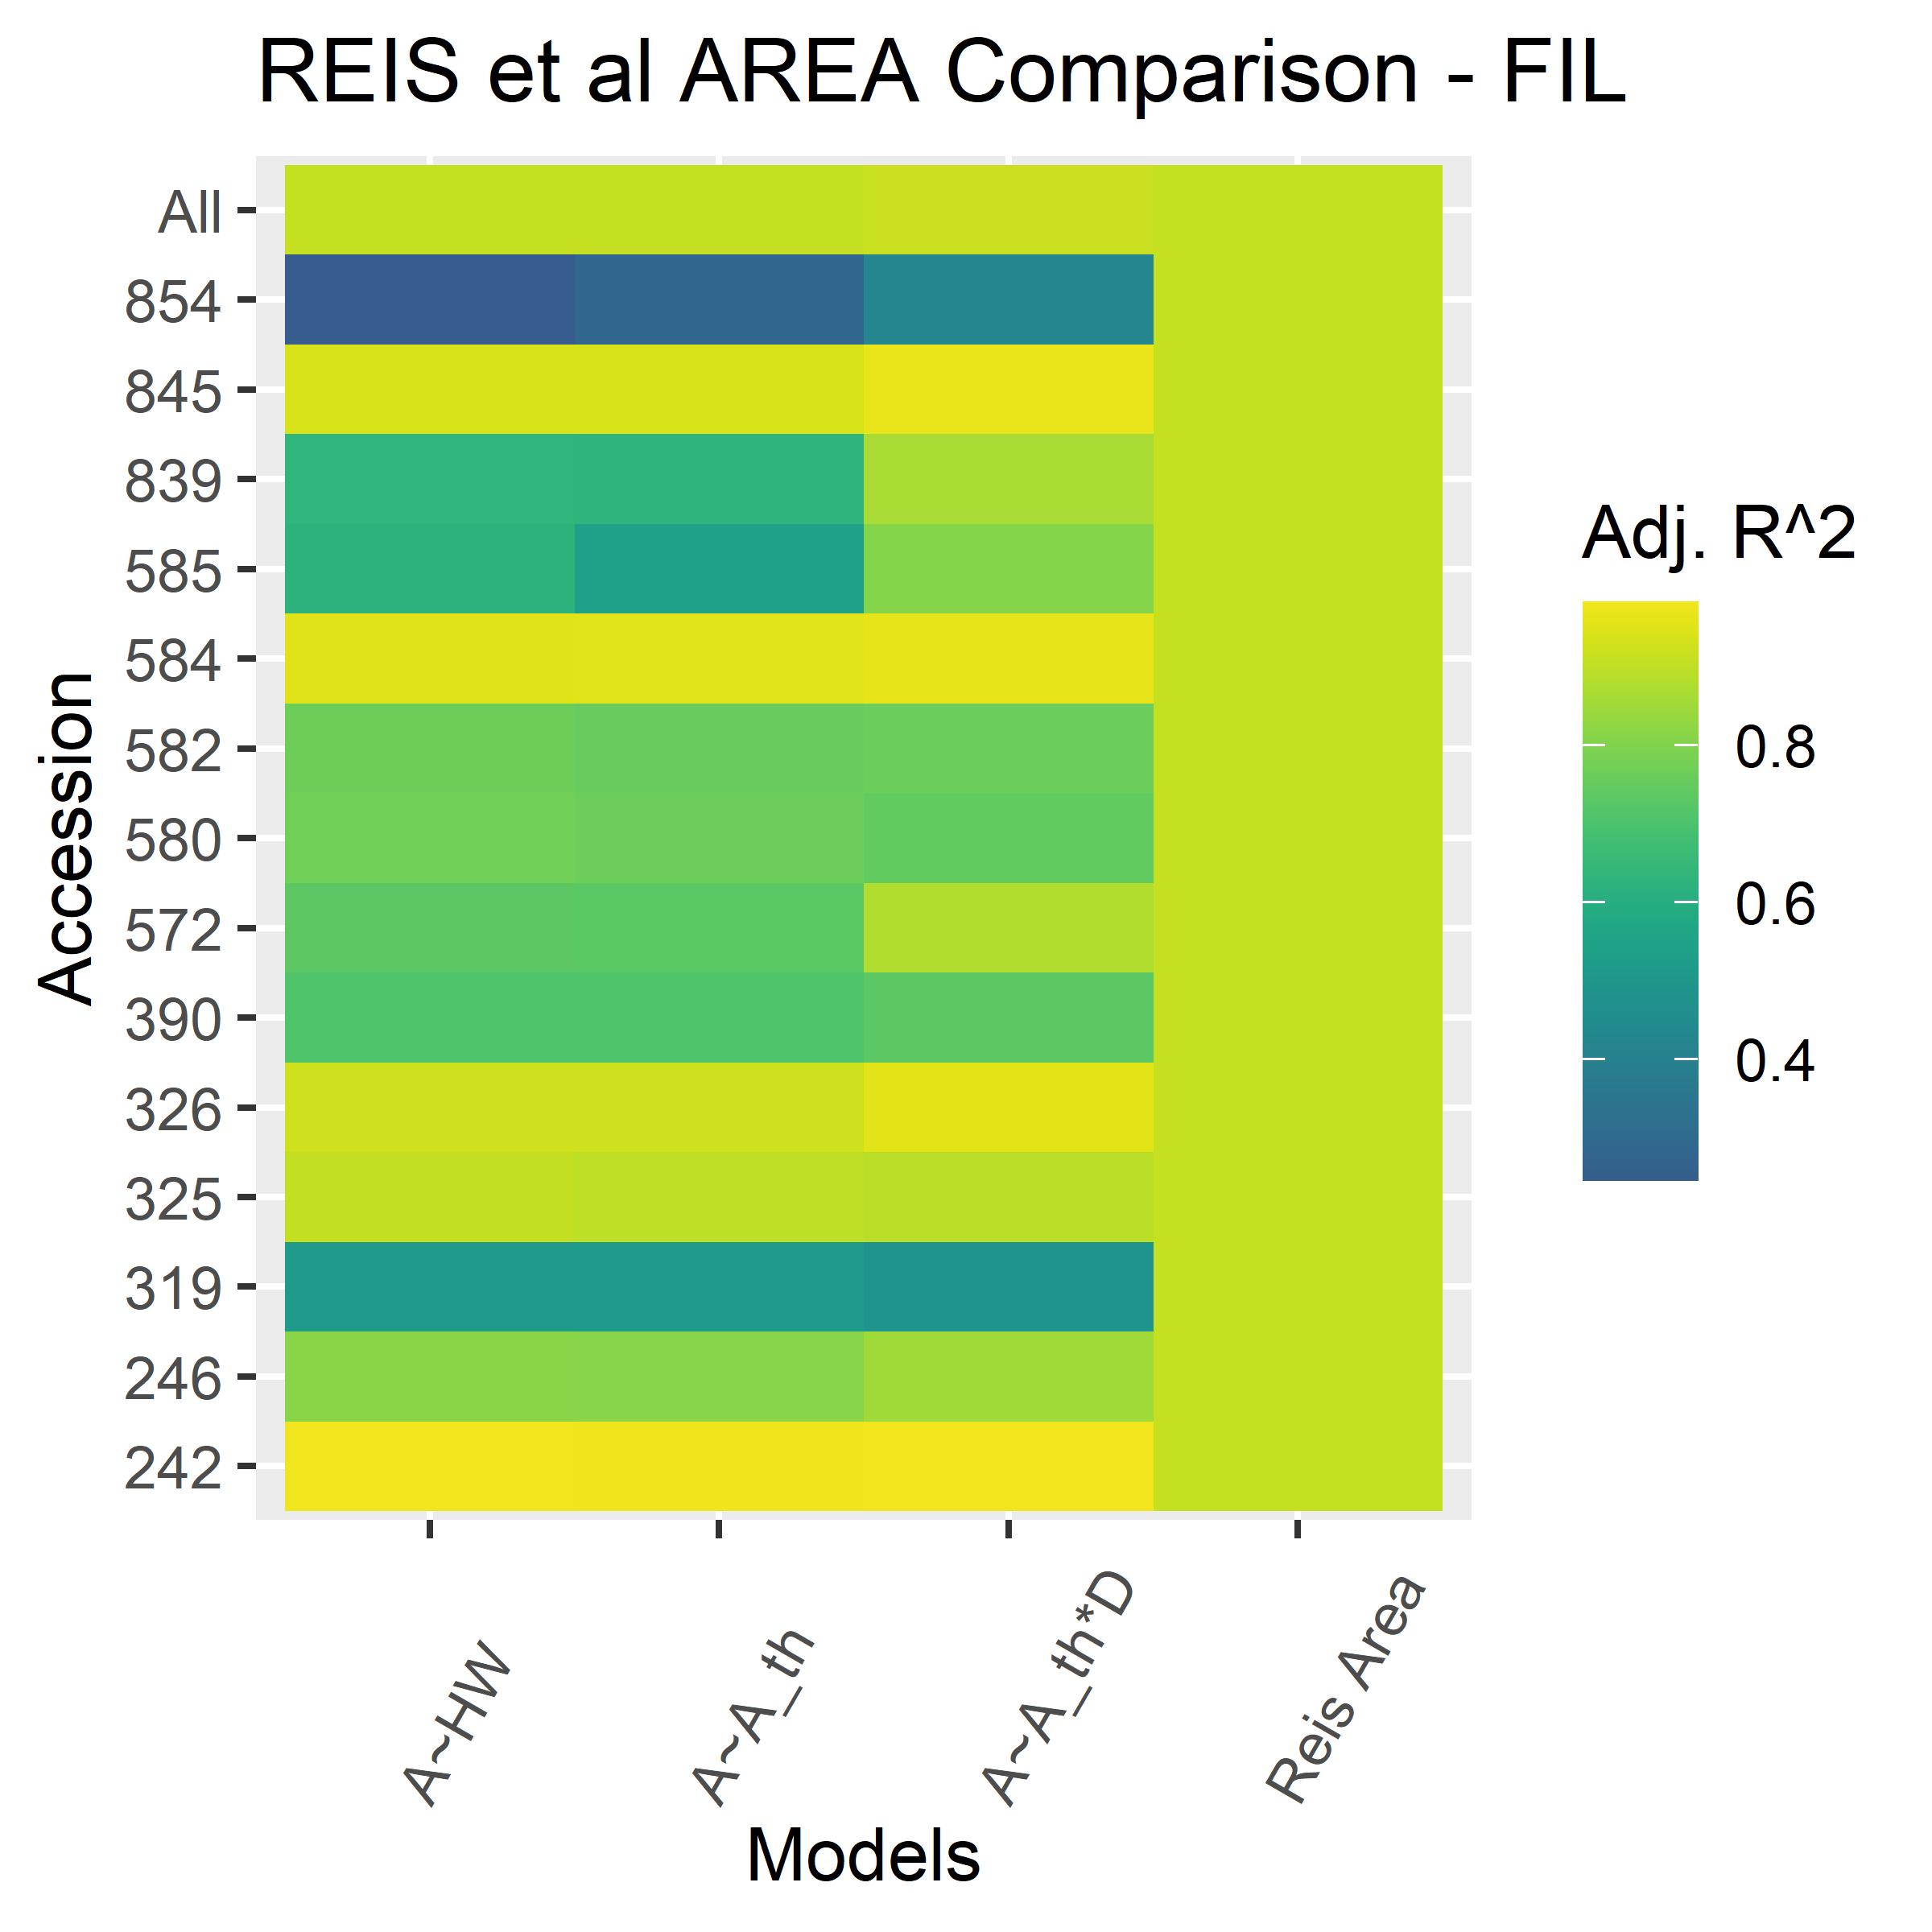 REIS et al AREA Comparison - FIL
Accession
All
854
845
839
585
584
582
580
572
390
326
325
319
246
242
A~HW
A~A_th
A~A_th*D
Reis Area
Models
Adj. R^2
0.8
0.6
0.4